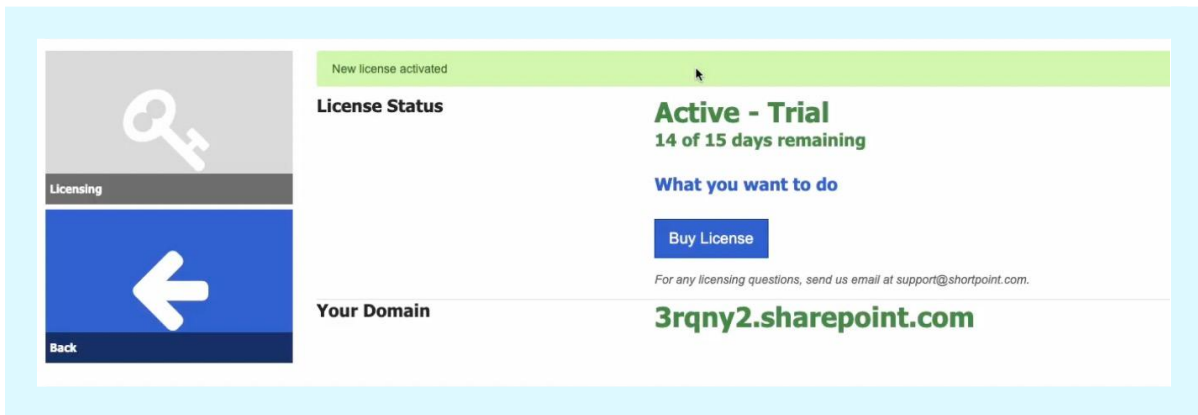 New license activated
Licensing
Back
License Status
Active - Trial
14 of 15 days remaining
What you want to do
Buy License
For any licensing questions, send us email at support@shortpoint.com.
Your Domain
3rqny2.sharepoint.com